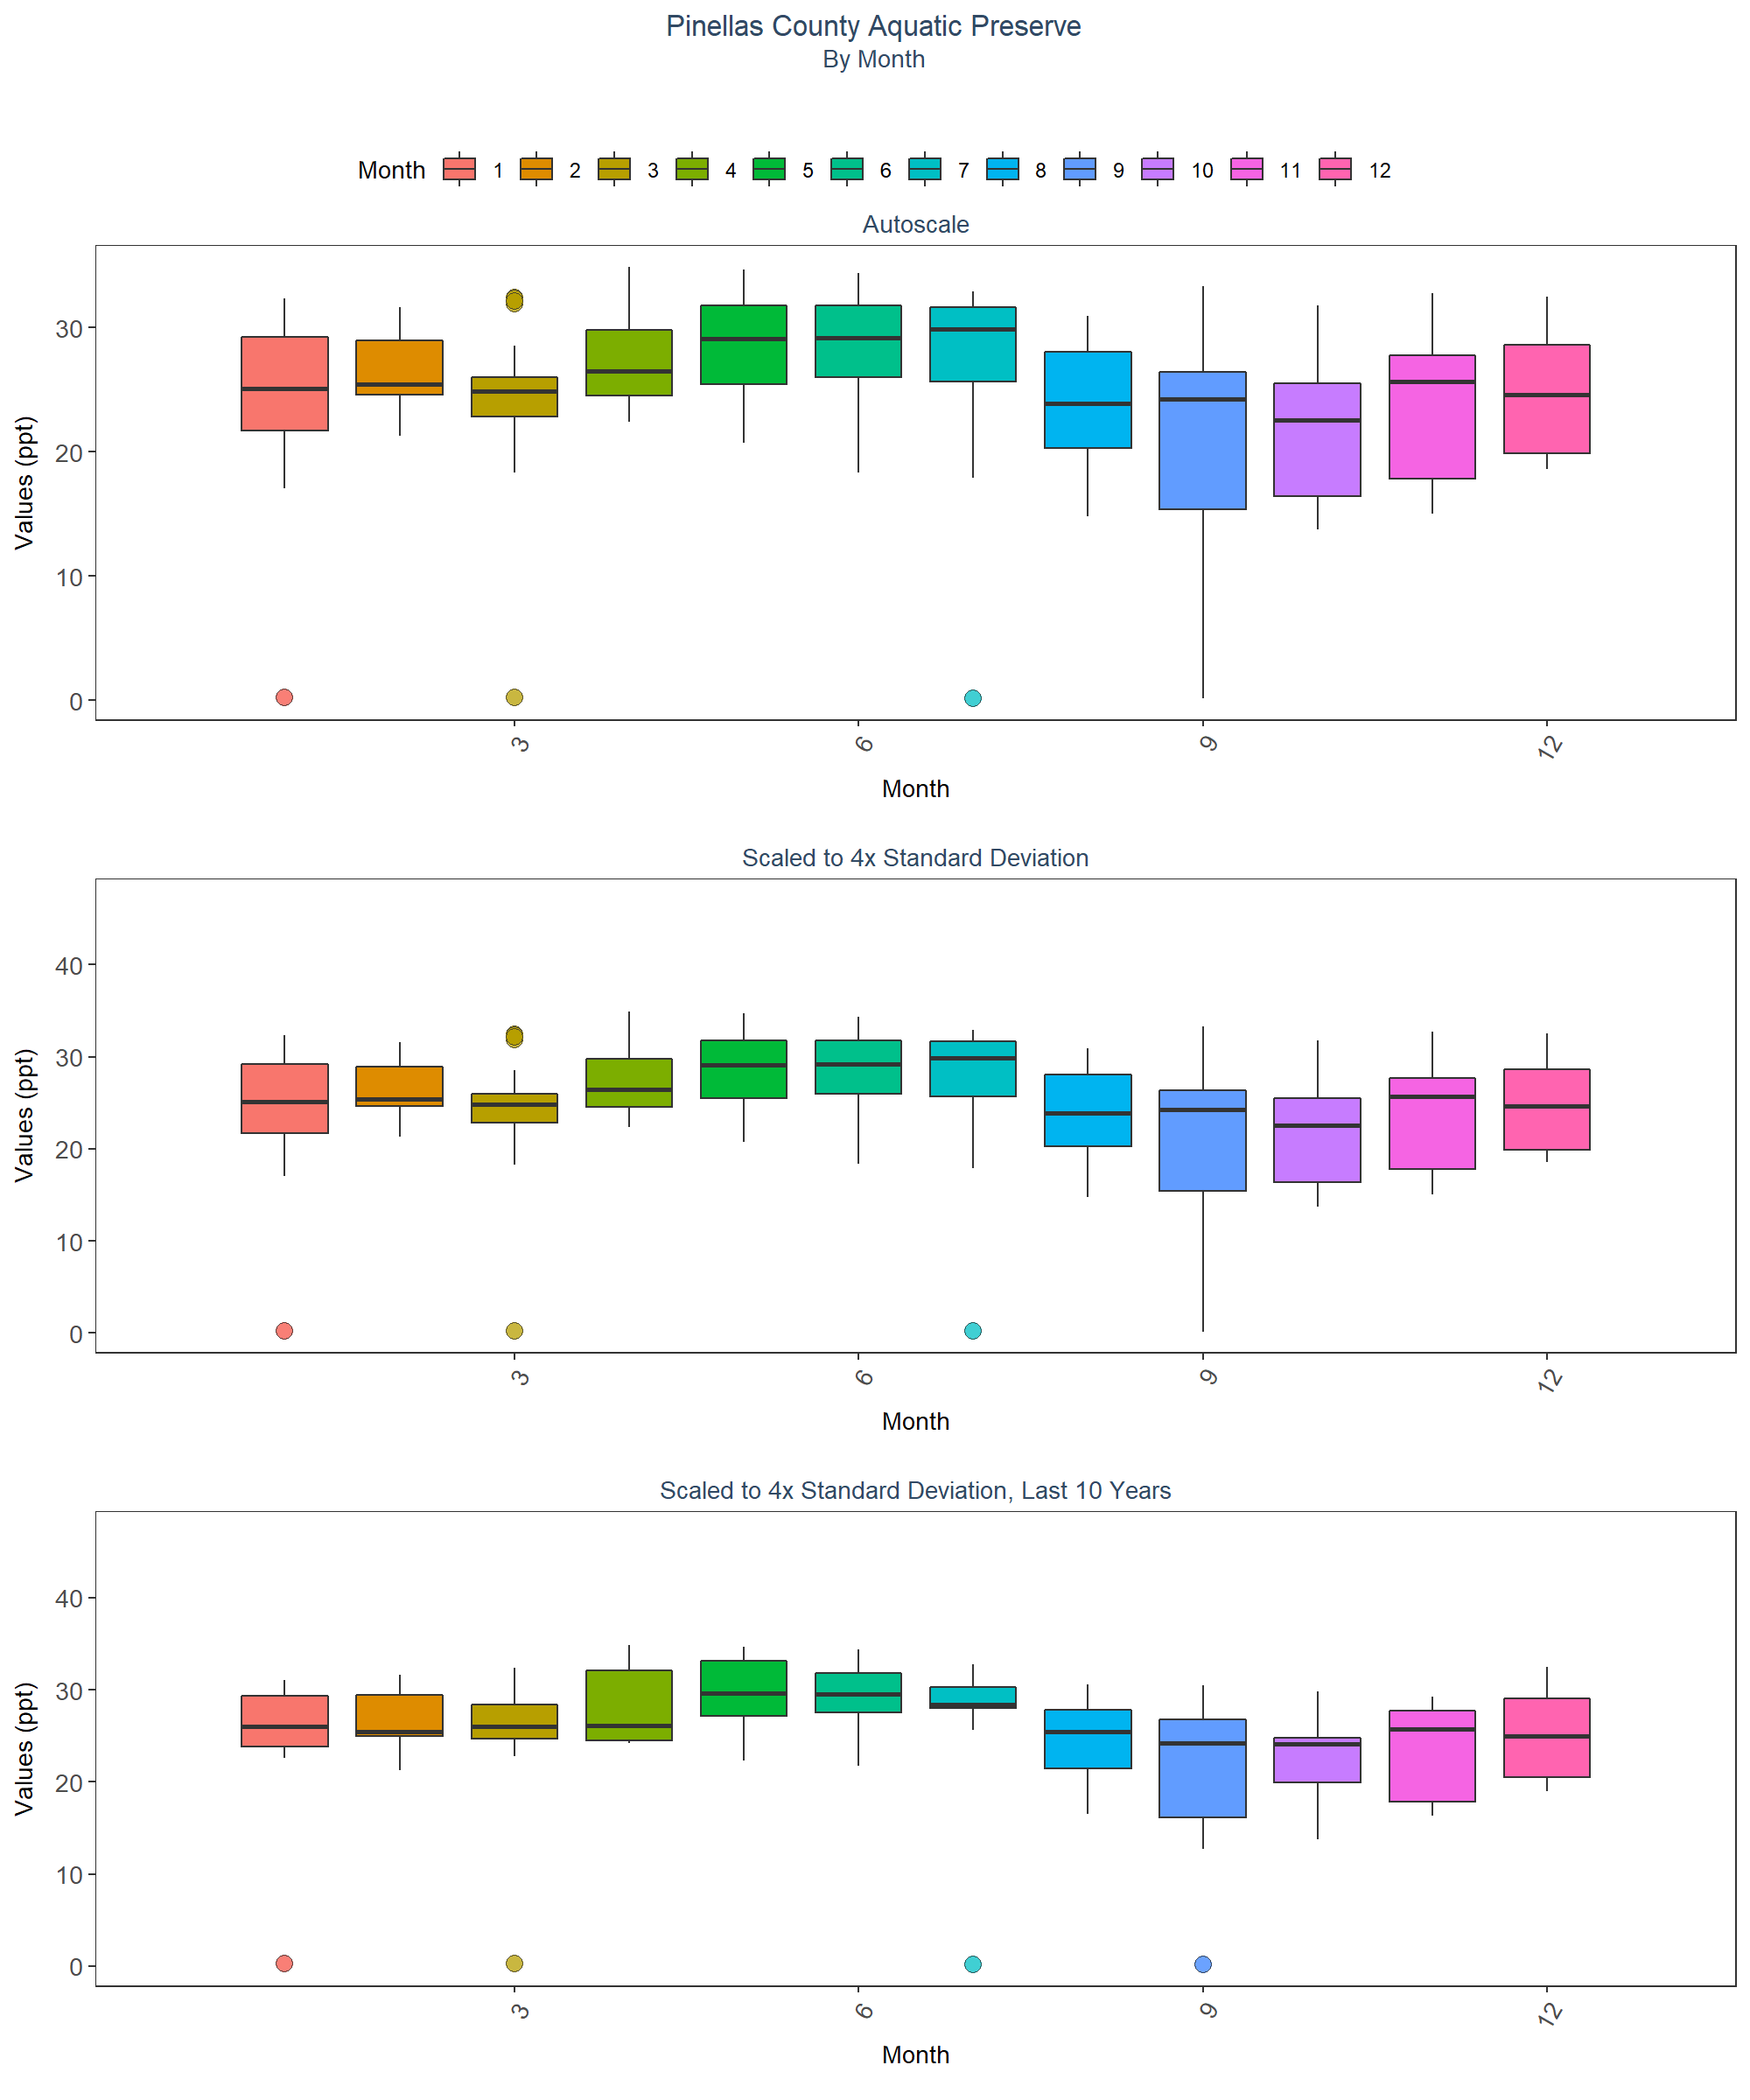 Pinellas County Aquatic Preserve
By Month
Month 1 2 3 4 5 6 7 8 9 10 11 12
Autoscale
Values (ppt)
30
20
10
0
3 6 9 12
Month
Scaled to 4x Standard Deviation
Values (ppt)
40
30
20
10
0
3 6 9 12
Month
Scaled to 4x Standard Deviation, Last 10 Years
Values (ppt)
40
30
20
10
0
3 6 9 12
Month